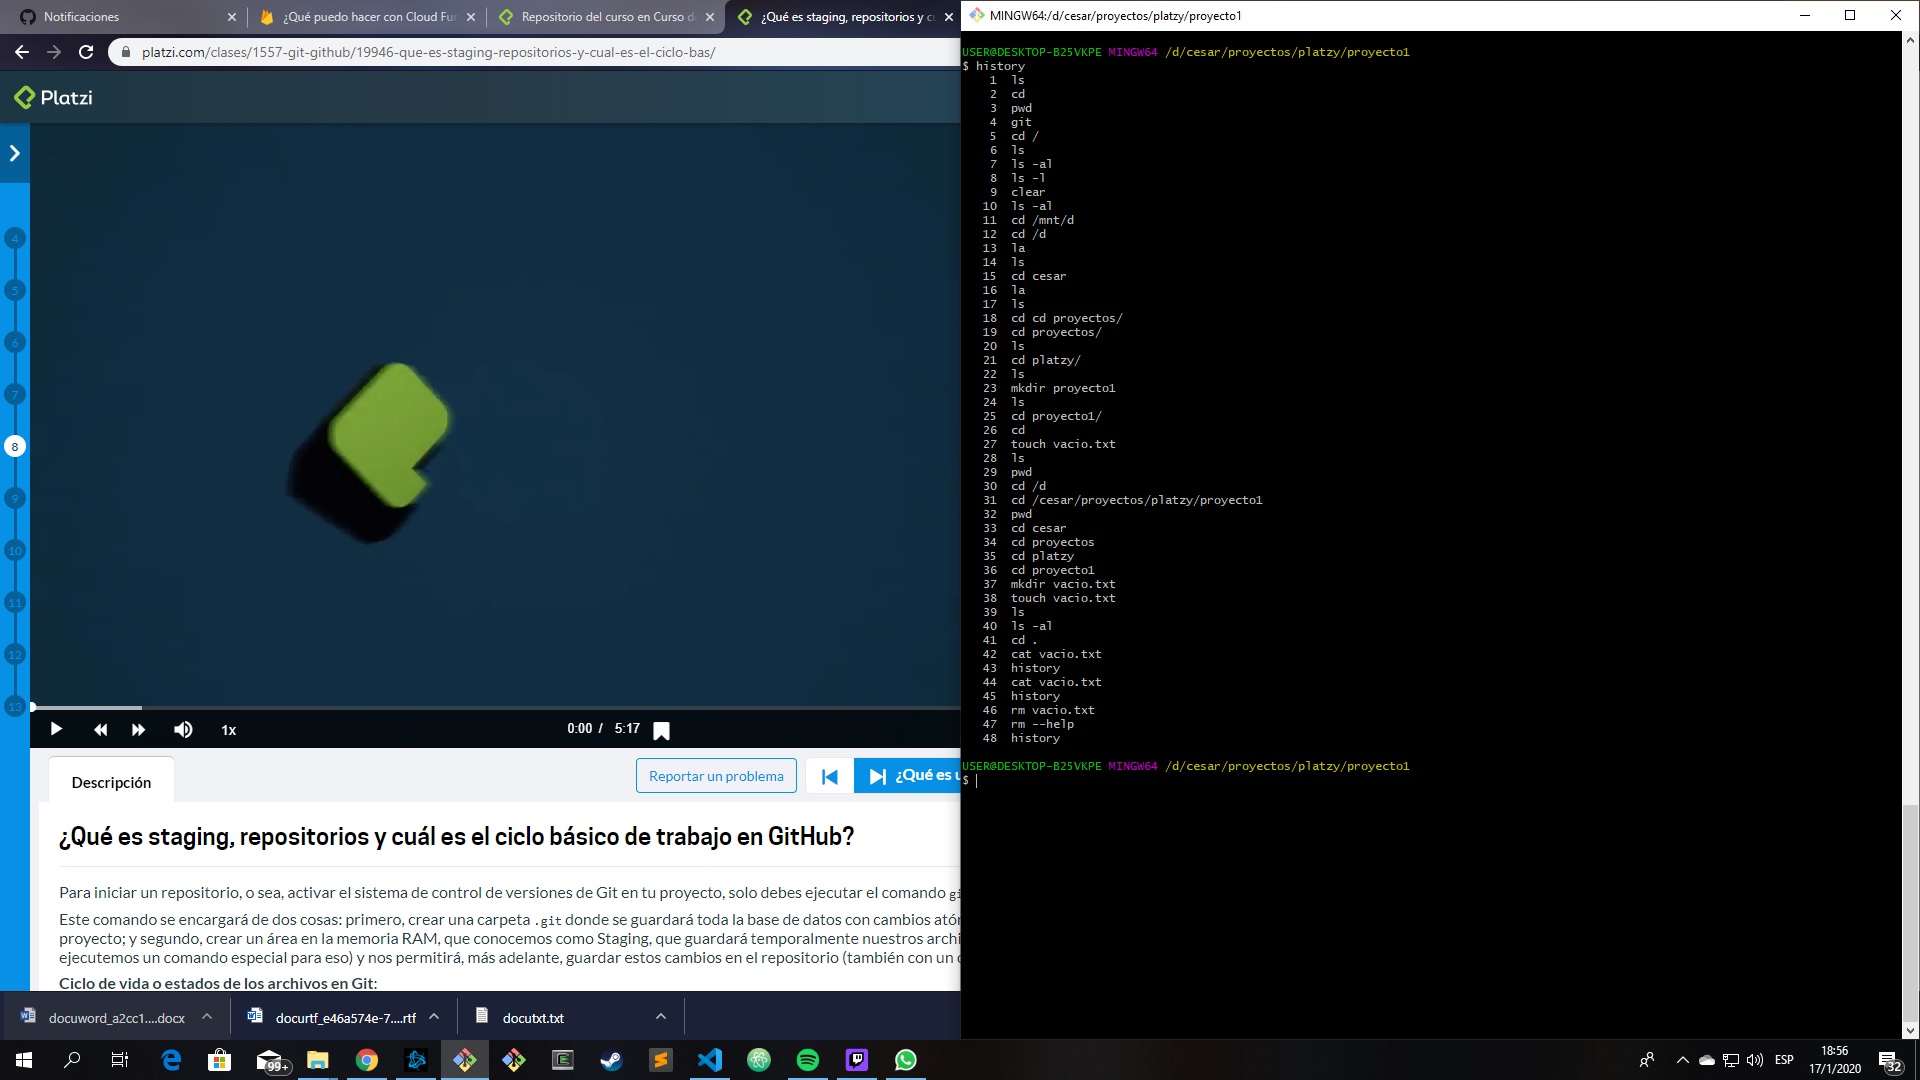 Notificaciones
¿Qué puedo hacer con Cloud Fur
Repositorio del curso en Curso d
¿Qué es staging, repositorios y cu
platzi.com/clases/1557-git-github/19946-que-es-staging-repositorios-y-cual-es-el-ciclo-bas/
Platzi
4
5
6
7
8
9
10
11
12
13
1x
0:00 / 5:17
Descripción
Reportar un problema
¿Qué es u
¿Qué es staging, repositorios y cuál es el ciclo básico de trabajo en GitHub?
Para iniciar un repositorio, o sea, activar el sistema de control de versiones de Git en tu proyecto, solo debes ejecutar el comando gi
Este comando se encargará de dos cosas: primero, crear una carpeta .git donde se guardará toda la base de datos con cambios atór
proyecto; y segundo, crear un área en la memoria RAM, que conocemos como Staging, que guardará temporalmente nuestros archi
ejecutemos un comando especial para eso) y nos permitirá, más adelante, guardar estos cambios en el repositorio (también con un c
Ciclo de vida o estados de los archivos en Git:
docuword_a2cc1....docx
docurtf_e46a574e-7....rtf
docutxt.txt
MINGW64:/d/cesar/proyectos/platzy/proyecto1
USER@DESKTOP-B25VKPE MINGW64 /d/cesar/proyectos/platzy/proyecto1
$ history
1 ls
2 cd
3 pwd
4 git
5 cd /
6 ls
7 ls -al
8 ls -l
9 clear
10 ls -al
11 cd /mnt/d
12 cd /d
13 la
14 ls
15 cd cesar
16 la
17 ls
18 cd cd proyectos/
19 cd proyectos/
20 ls
21 cd platzy/
22 ls
23 mkdir proyecto1
24 ls
25 cd proyecto1/
26 cd
27 touch vacio.txt
28 ls
29 pwd
30 cd /d
31 cd /cesar/proyectos/platzy/proyecto1
32 pwd
33 cd cesar
34 cd proyectos
35 cd platzy
36 cd proyecto1
37 mkdir vacio.txt
38 touch vacio.txt
39 ls
40 ls -al
41 cd .
42 cat vacio.txt
43 history
44 cat vacio.txt
45 history
46 rm vacio.txt
47 rm --help
48 history
USER@DESKTOP-B25VKPE MINGW64 /d/cesar/proyectos/platzy/proyecto1
$
99+
ESP
18:56
17/1/2020
32